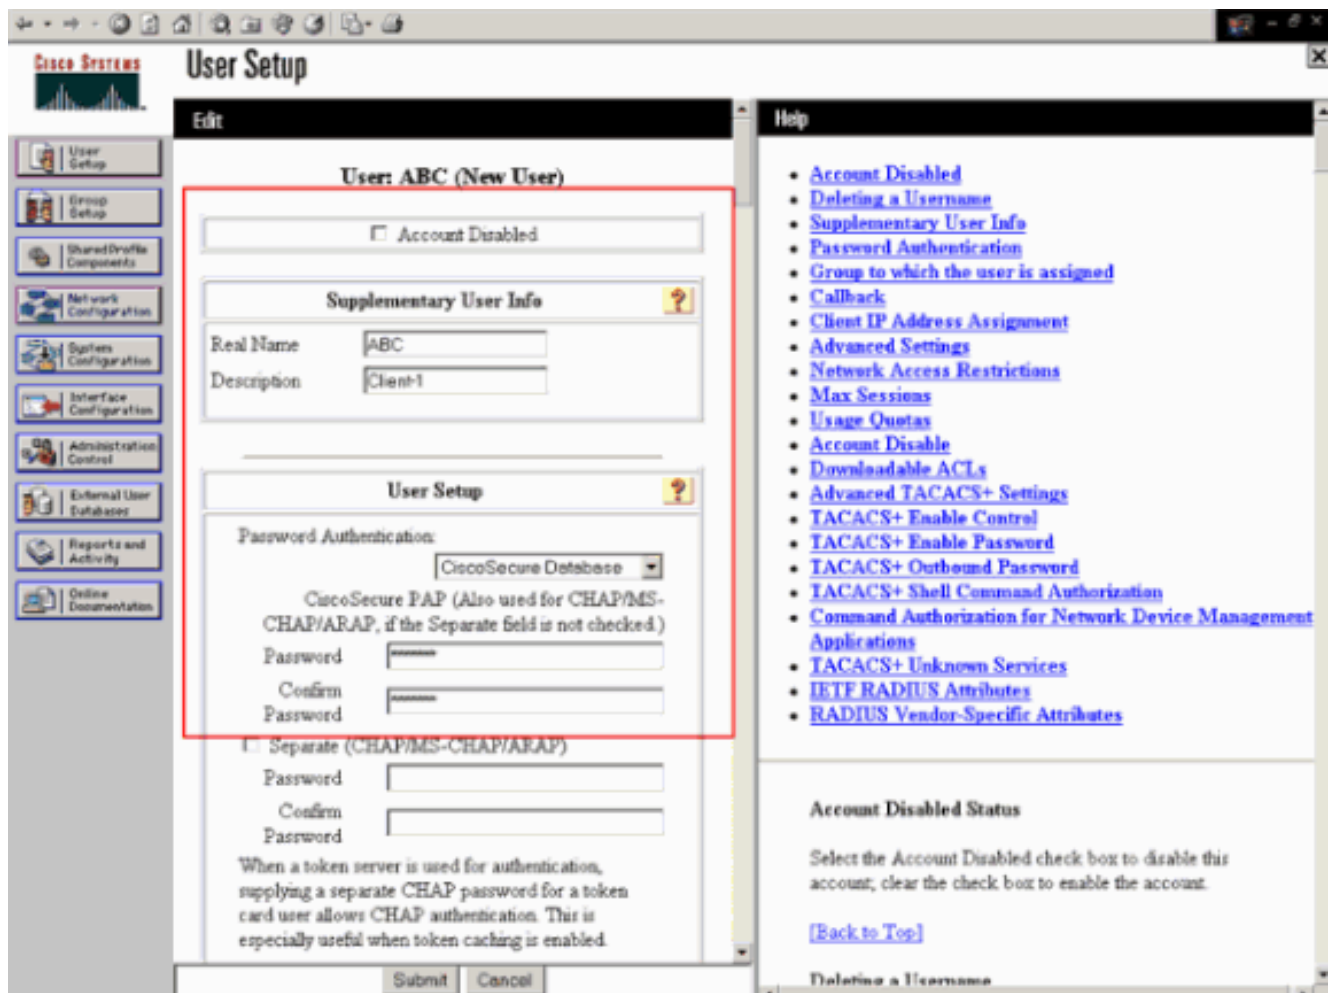 CISCO SYSTEMS
User Setup
User
Setup
Group
Setup
Shared Profile
Components
Network
Configuration
System
Configuration
Interface
Configuration
Administration
Control
External User
Databases
Reports and
Activity
Online
Documentation
Edit
User: ABC (New User)
Account Disabled
Supplementary User Info
?
Real Name ABC
Description Client-1
User Setup
?
Password Authentication:
CiscoSecure Database
CiscoSecure PAP (Also used for CHAP/MS-
CHAP/ARAP, if the Separate field is not checked.)
Password
Confirm
Password
Separate (CHAP/MS-CHAP/ARAP)
Password
Confirm
Password
When a token server is used for authentication,
supplying a separate CHAP password for a token
card user allows CHAP authentication. This is
especially useful when token caching is enabled.
Submit Cancel
Help
Account Disabled
Deleting a Username
Supplementary User Info
Password Authentication
Group to which the user is assigned
Callback
Client IP Address Assignment
Advanced Settings
Network Access Restrictions
Max Sessions
Usage Quotas
Account Disable
Downloadable ACLs
Advanced TACACS+ Settings
TACACS+ Enable Control
TACACS+ Enable Password
TACACS+ Outbound Password
TACACS+ Shell Command Authorization
Command Authorization for Network Device Management
Applications
TACACS+ Unknown Services
IETF RADIUS Attributes
RADIUS Vendor-Specific Attributes
Account Disabled Status
Select the Account Disabled check box to disable this
account; clear the check box to enable the account.
[Back to Top]
Deleting a Username